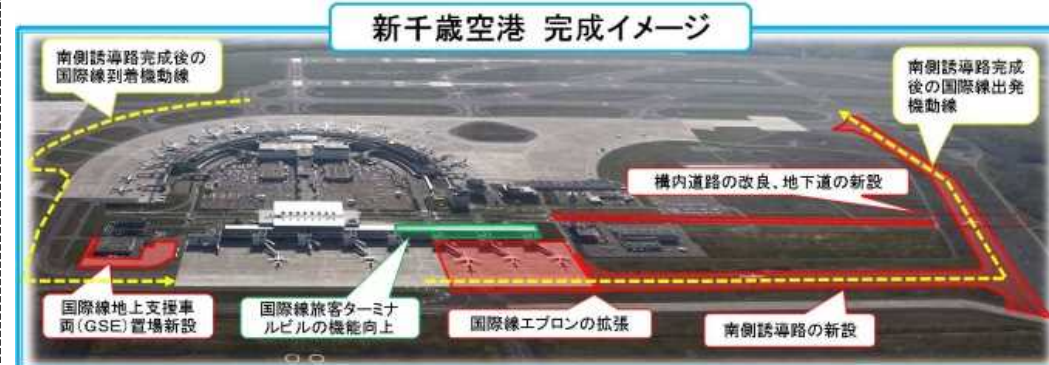 新千歳空港 完成イメージ
南側誘導路完成後の
国際線到着機動線
南側誘導路完成
後の国際線出発
機動線
構内道路の改良、地下道の新設
国際線地上支援車
両(GSE)置場新設
国際線旅客ターミナ
ルビルの機能向上
国際線エプロンの拡張
南側誘導路の新設